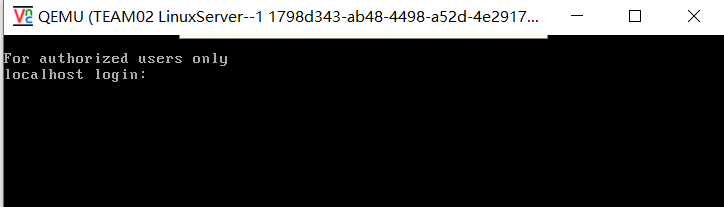 QEMU (TEAM02 LinuxServer--1 1798d343-ab48-4498-a52d-4e2917...
For authorized users only
localhost login: